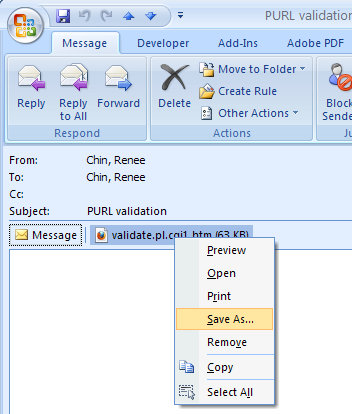 PURL validation
Message Developer Add-Ins Adobe PDF
Reply Reply to All Forward
Respond
Delete
Move to Folder
Create Rule
Other Actions
Actions
Block
Sende
Ju
From: Chin, Renee
To: Chin, Renee
Cc:
Subject: PURL validation
Message validate.pl.cgi1.htm (63 KB)
Preview
Open
Print
Save As...
Remove
Copy
Select All